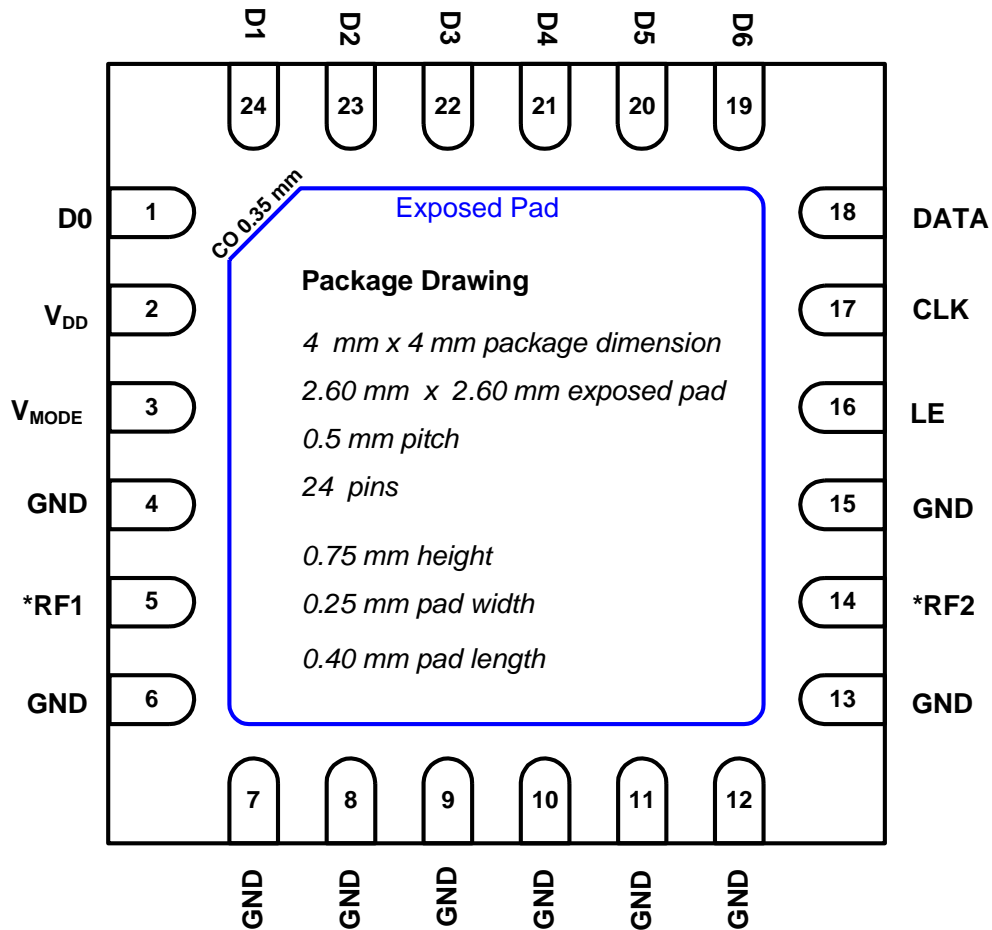 D1 D2 D3 D4 D5 D6
24 23 22 21 20 19
CO 0.35 mm
Exposed Pad
D0 1 18 DATA
VDD 2 17 CLK
VMODE 3 16 LE
GND 4 15 GND
*RF1 5 14 *RF2
GND 6 13 GND
Package Drawing
4 mm x 4 mm package dimension
2.60 mm x 2.60 mm exposed pad
0.5 mm pitch
24 pins
0.75 mm height
0.25 mm pad width
0.40 mm pad length
7 8 9 10 11 12
GND GND GND GND GND GND